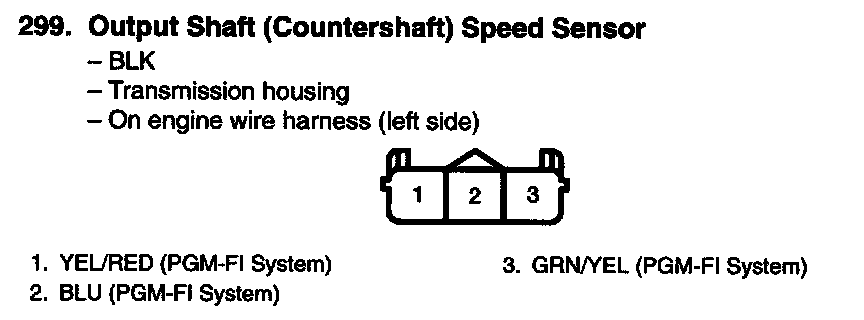 299. Output Shaft (Countershaft) Speed Sensor
– BLK
– Transmission housing
– On engine wire harness (left side)
1 2 3
1. YEL/RED (PGM-FI System)
2. BLU (PGM-FI System)
3. GRN/YEL (PGM-FI System)